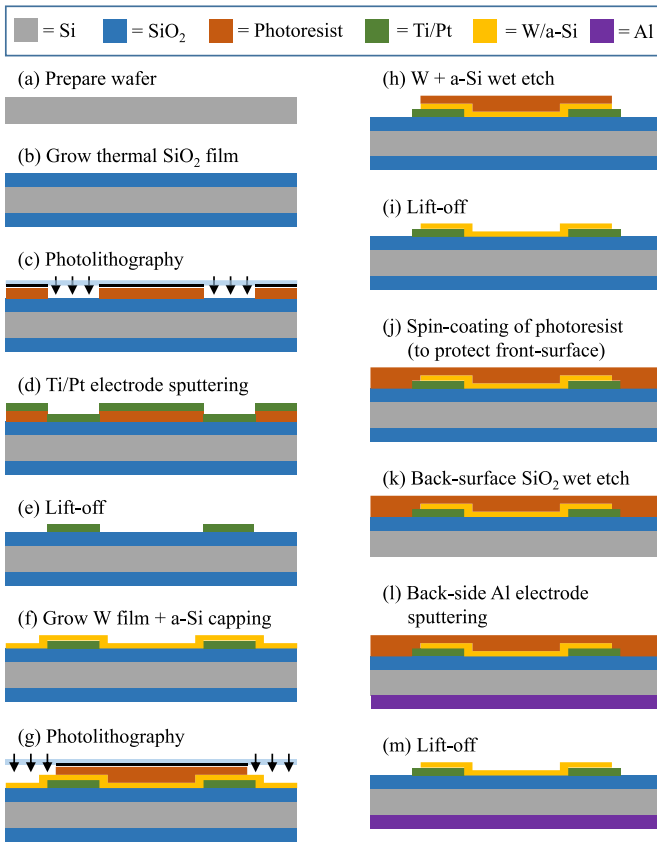 = Si = SiO₂ = Photoresist = Ti/Pt = W/a-Si = Al
(a) Prepare wafer
(b) Grow thermal SiO₂ film
(c) Photolithography
(d) Ti/Pt electrode sputtering
(e) Lift-off
(f) Grow W film + a-Si capping
(g) Photolithography
(h) W + a-Si wet etch
(i) Lift-off
(j) Spin-coating of photoresist
(to protect front-surface)
(k) Back-surface SiO₂ wet etch
(l) Back-side Al electrode
sputtering
(m) Lift-off